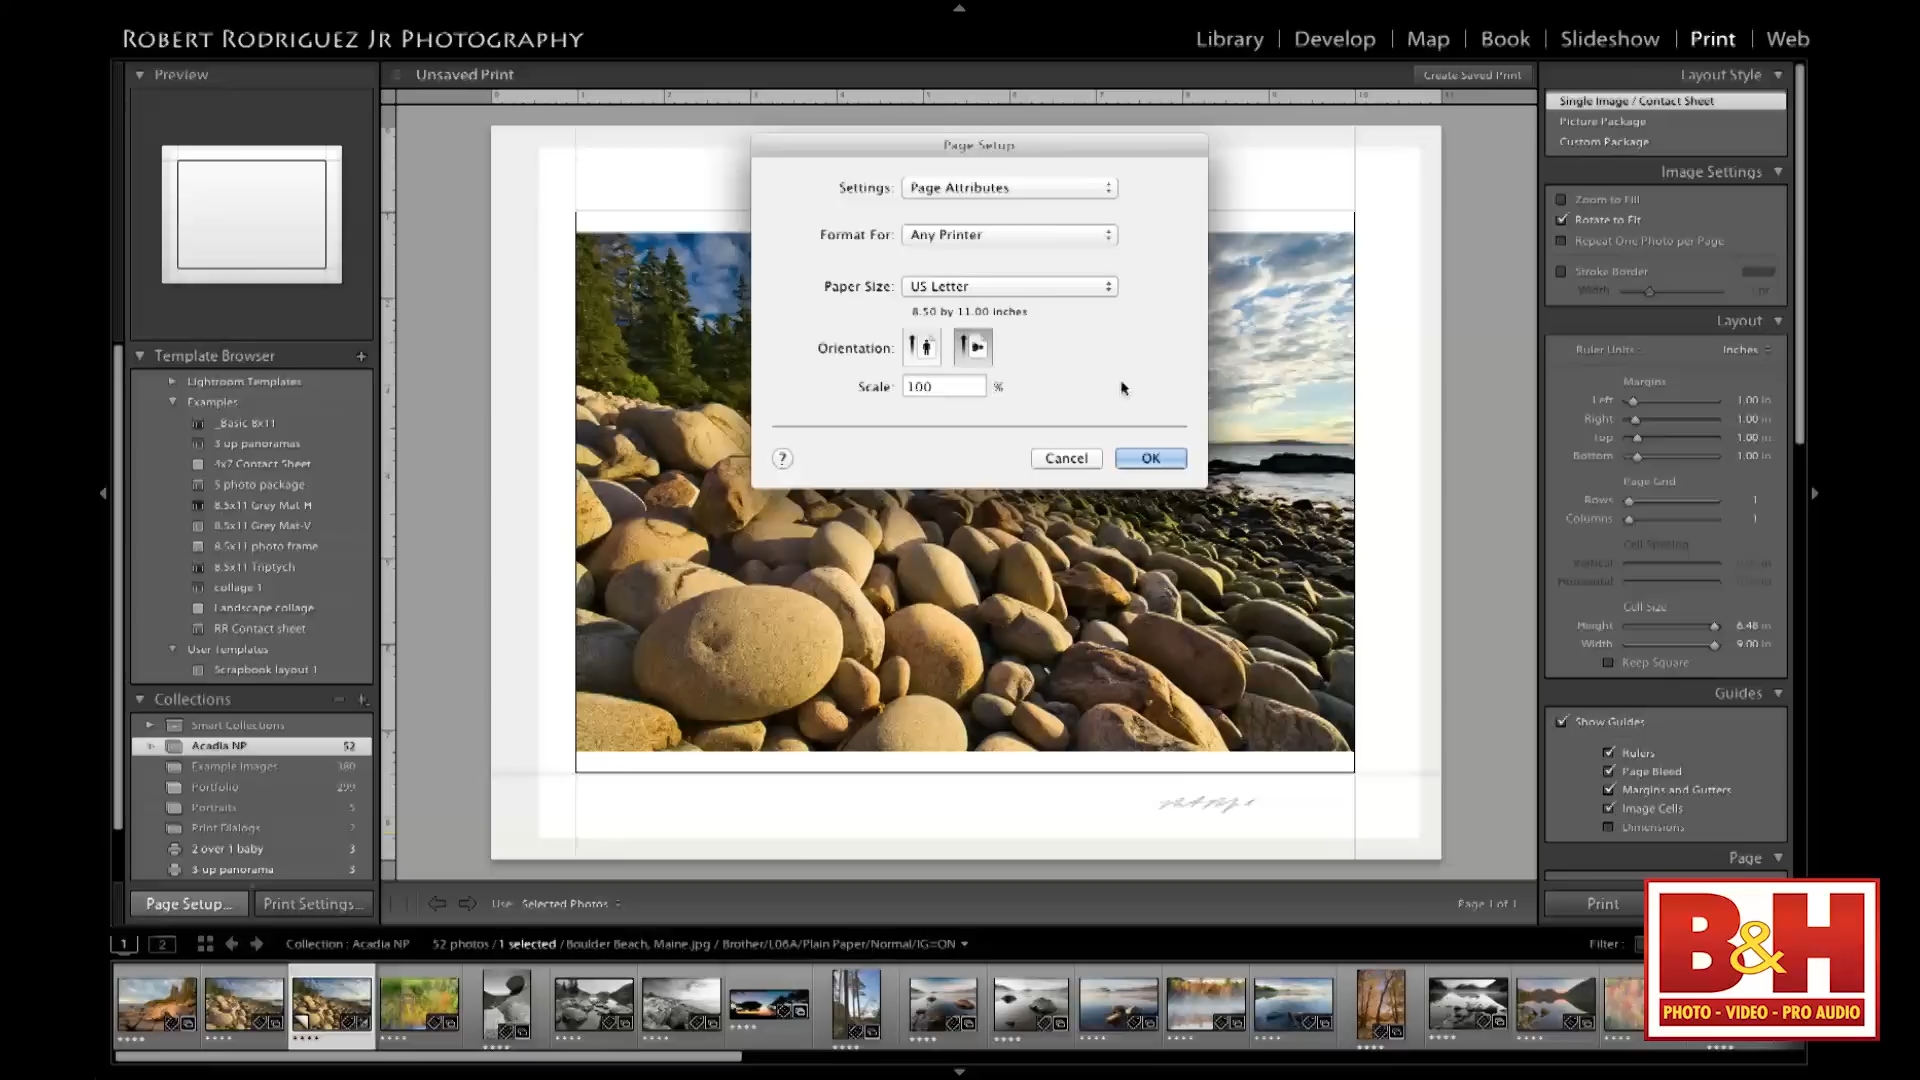 Robert Rodriguez Jr Photography
Library | Develop | Map | Book | Slideshow | Print | Web
Preview
Unsaved Print
Create Saved Print
Template Browser +
Lightroom Templates
Examples
_Basic 8x11
3 up panoramas
4x7 Contact Sheet
5 photo package
8.5x11 Grey Mat-H
8.5x11 Grey Mat-V
8.5x11 photo frame
8.5x11 Triptych
collage 1
Landscape collage
RR Contact sheet
User Templates
Scrapbook layout 1
Collections
Smart Collections
Acadia NP 52
Example Images 380
Portfolio 299
Portraits 5
Print Dialogs 2
2 over 1 baby 3
3-up panorama 3
Page Setup...
Print Settings...
Page Setup
Settings: Page Attributes
Format For: Any Printer
Paper Size: US Letter
8.50 by 11.00 inches
Orientation:
Scale: 100 %
?
Cancel
OK
Use: Selected Photos
Page 1 of 1
Layout Style
Single Image / Contact Sheet
Picture Package
Custom Package
Image Settings
Zoom to Fill
Rotate to Fit
Repeat One Photo per Page
Stroke Border
Width
Layout
Ruler Units: Inches
Margins
Left 1.00 in
Right 1.00 in
Top 1.00 in
Bottom 1.00 in
Page Grid
Rows 1
Columns 1
Cell Spacing
Vertical
Horizontal
Cell Size
Height 6.48 in
Width 9.00 in
Keep Square
Guides
Show Guides
Rulers
Page Bleed
Margins and Gutters
Image Cells
Dimensions
Page
Print
1 2
Collection : Acadia NP
52 photos / 1 selected / Boulder Beach, Maine.jpg / Brother/L06A/Plain Paper/Normal/IG=ON
Filter :
B&H
PHOTO - VIDEO - PRO AUDIO